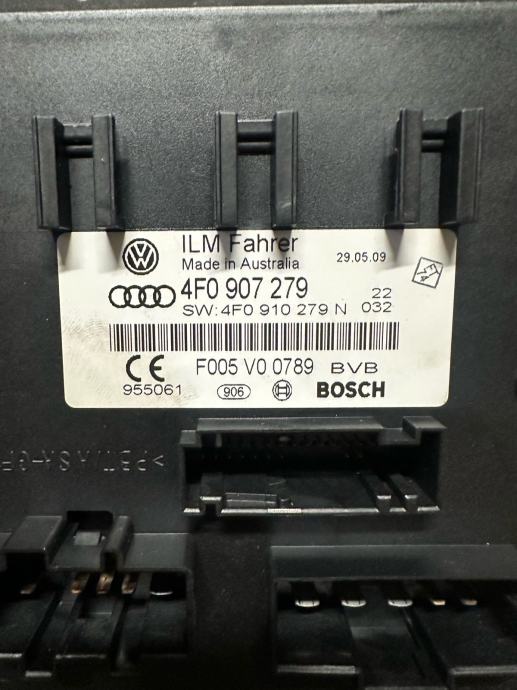 ILM Fahrer
Made in Australia
29.05.09
4F0 907 279 22
SW:4F0 910 279 N 032
F005 V0 0789 BVB
CE
955061
906
BOSCH